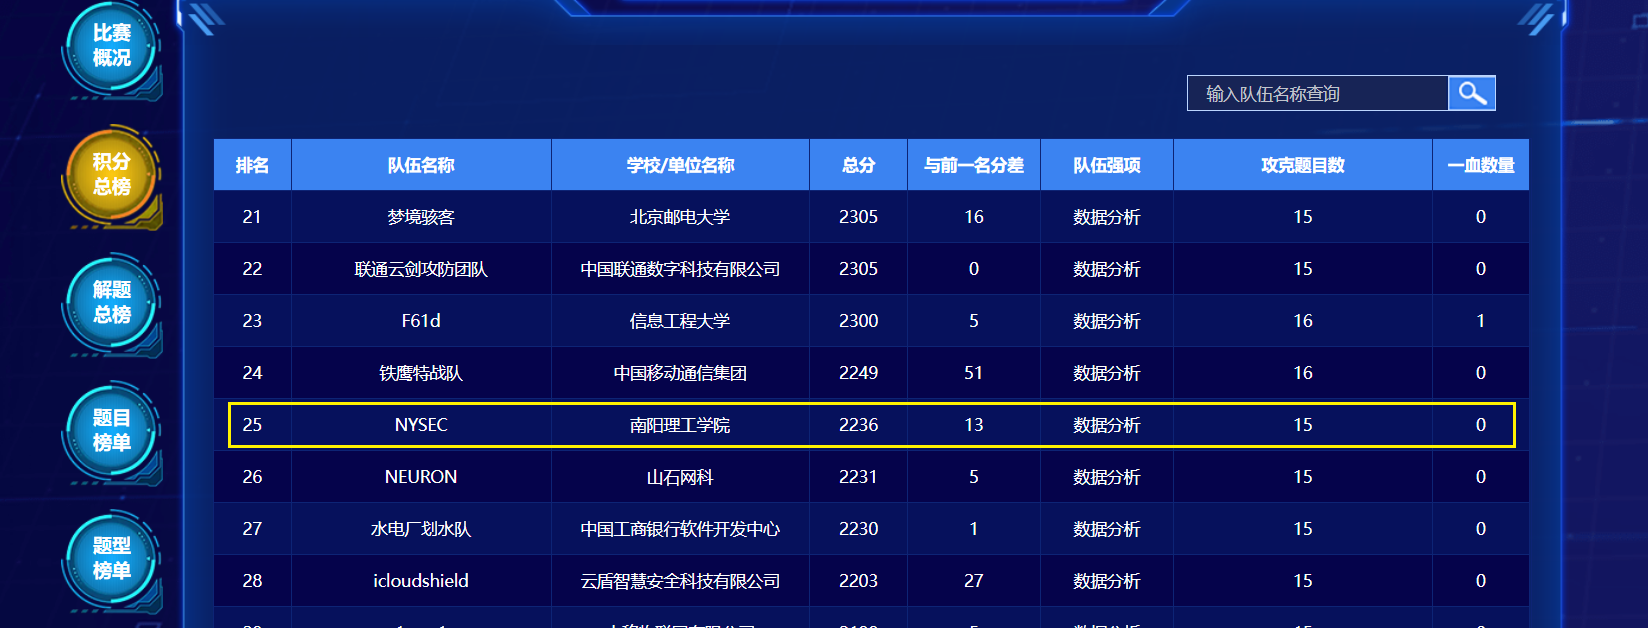 比赛
概况
积分
总榜
解题
总榜
题目
榜单
题型
榜单
输入队伍名称查询
排名 队伍名称 学校/单位名称 总分 与前一名分差 队伍强项 攻克题目数 一血数量
21 梦境骇客 北京邮电大学 2305 16 数据分析 15 0
22 联通云剑攻防团队 中国联通数字科技有限公司 2305 0 数据分析 15 0
23 F61d 信息工程大学 2300 5 数据分析 16 1
24 铁鹰特战队 中国移动通信集团 2249 51 数据分析 16 0
25 NYSEC 南阳理工学院 2236 13 数据分析 15 0
26 NEURON 山石网科 2231 5 数据分析 15 0
27 水电厂划水队 中国工商银行软件开发中心 2230 1 数据分析 15 0
28 icloudshield 云盾智慧安全科技有限公司 2203 27 数据分析 15 0